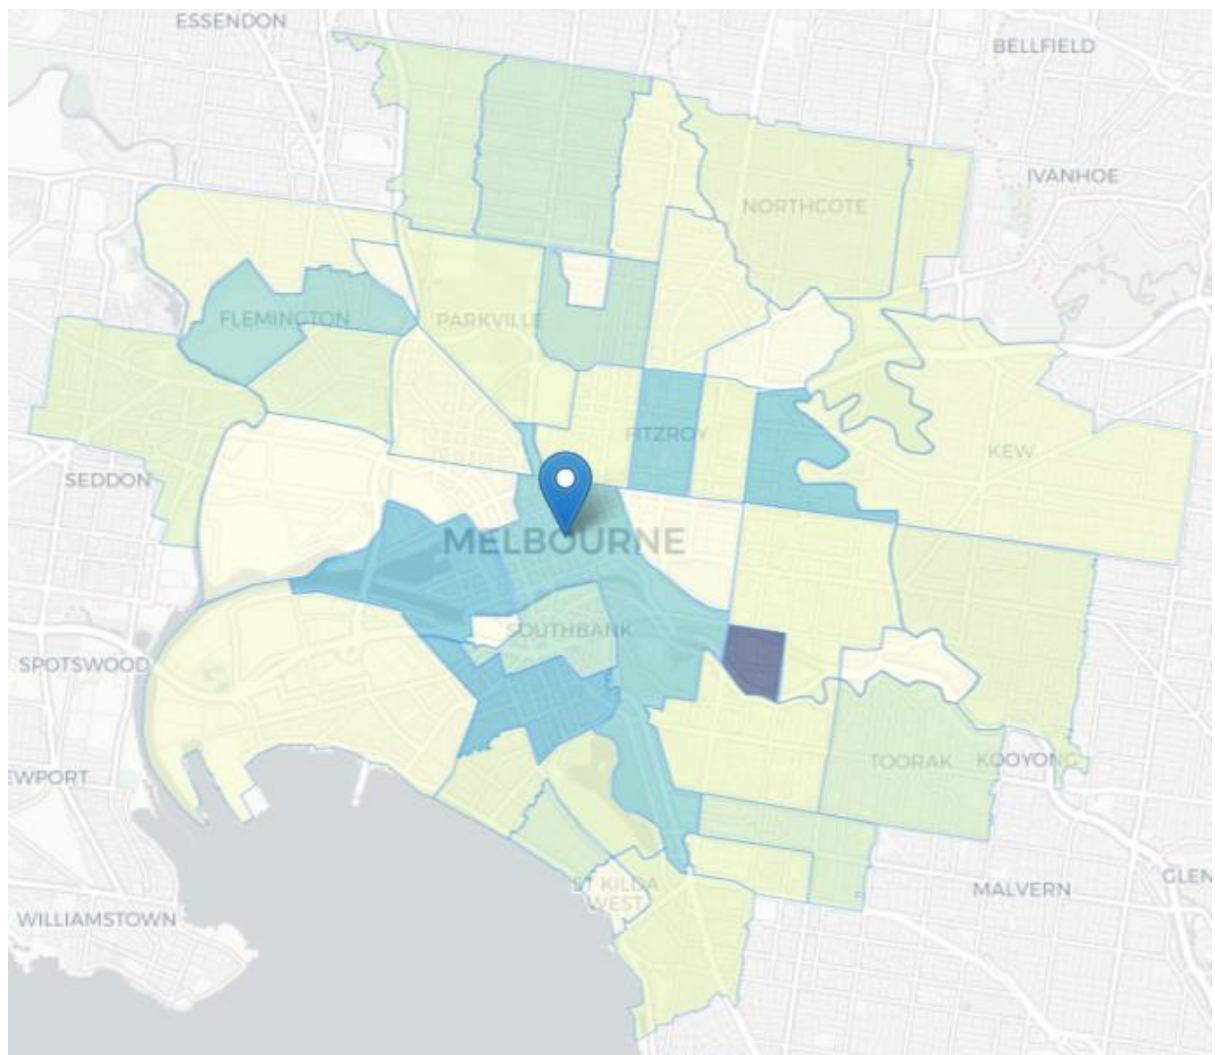 ESSENDON
BELLFIELD
IVANHOE
NORTHCOTE
FLEMINGTON
PARKVILLE
FITZROY
KEW
SEDDON
MELBOURNE
SOUTHBANK
SPOTSWOOD
TOORAK
KOOYONG
EWPORT
ST KILDA
WEST
MALVERN
GLEN
WILLIAMSTOWN